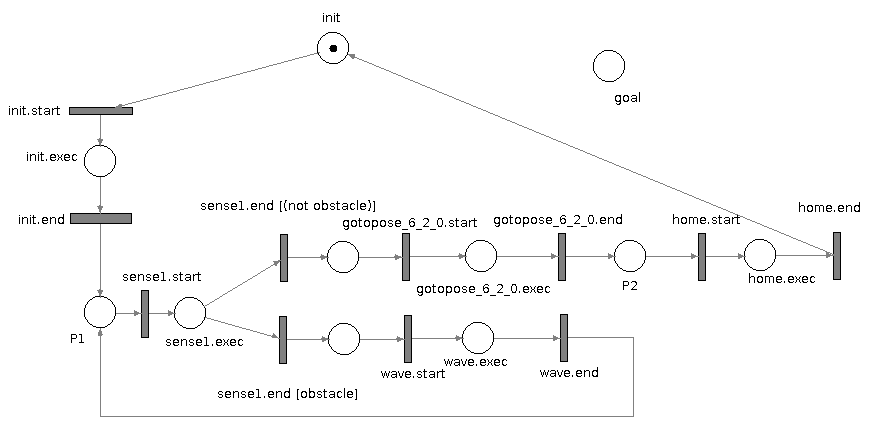 init
goal
init.start
init.exec
init.end
sense1.end [(not obstacle)]
gotopose_6_2_0.start
gotopose_6_2_0.end
home.start
home.end
sense1.start
gotopose_6_2_0.exec
P2
home.exec
P1
sense1.exec
wave.start
wave.exec
wave.end
sense1.end [obstacle]